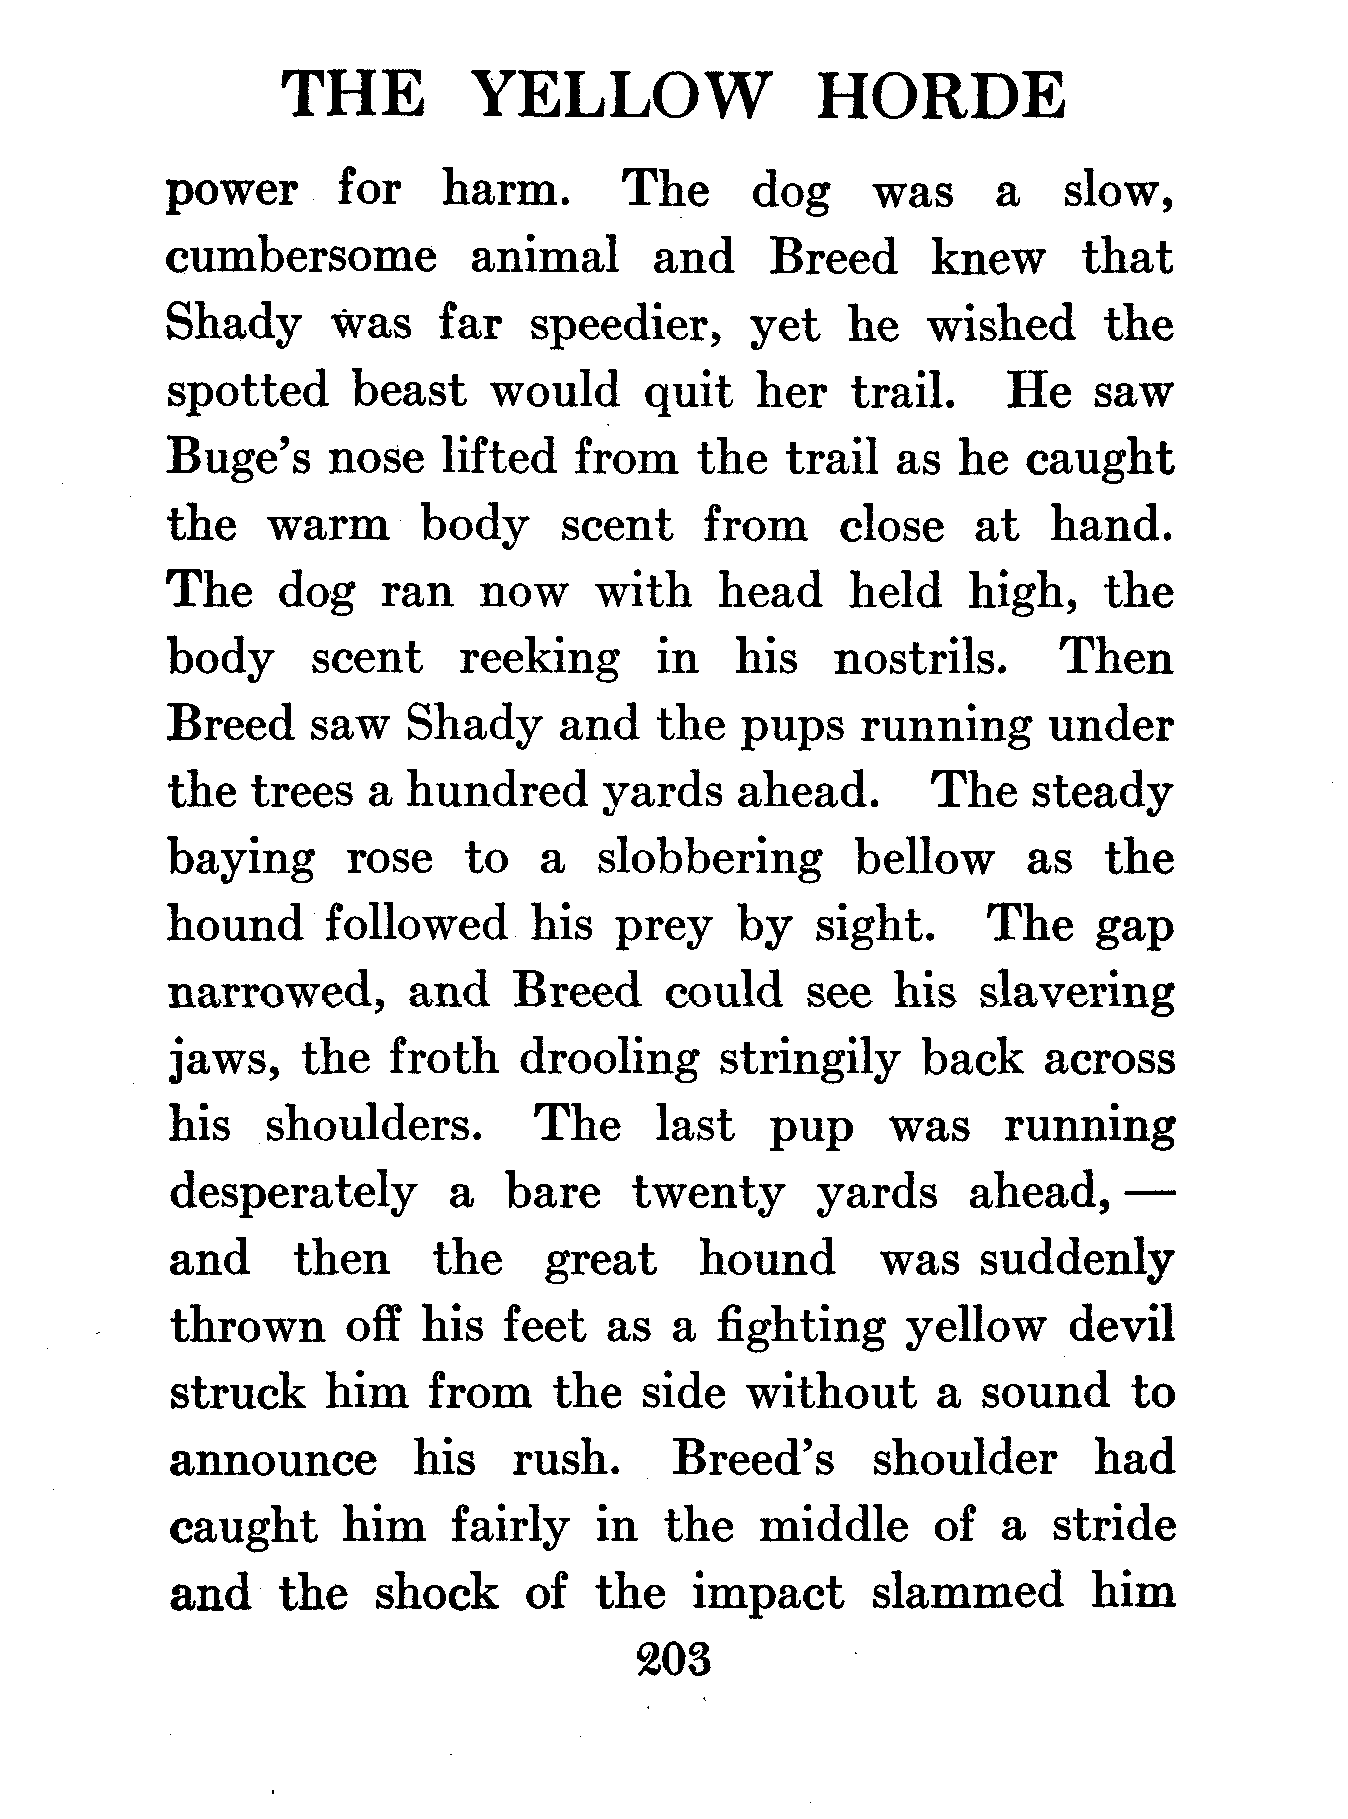 THE YELLOW HORDE
power for harm. The dog was a slow,
cumbersome animal and Breed knew that
Shady was far speedier, yet he wished the
spotted beast would quit her trail. He saw
Buge's nose lifted from the trail as he caught
the warm body scent from close at hand.
The dog ran now with head held high, the
body scent reeking in his nostrils. Then
Breed saw Shady and the pups running under
the trees a hundred yards ahead. The steady
baying rose to a slobbering bellow as the
hound followed his prey by sight. The gap
narrowed, and Breed could see his slavering
jaws, the froth drooling stringily back across
his shoulders. The last pup was running
desperately a bare twenty yards ahead, —
and then the great hound was suddenly
thrown off his feet as a fighting yellow devil
struck him from the side without a sound to
announce his rush. Breed's shoulder had
caught him fairly in the middle of a stride
and the shock of the impact slammed him
203